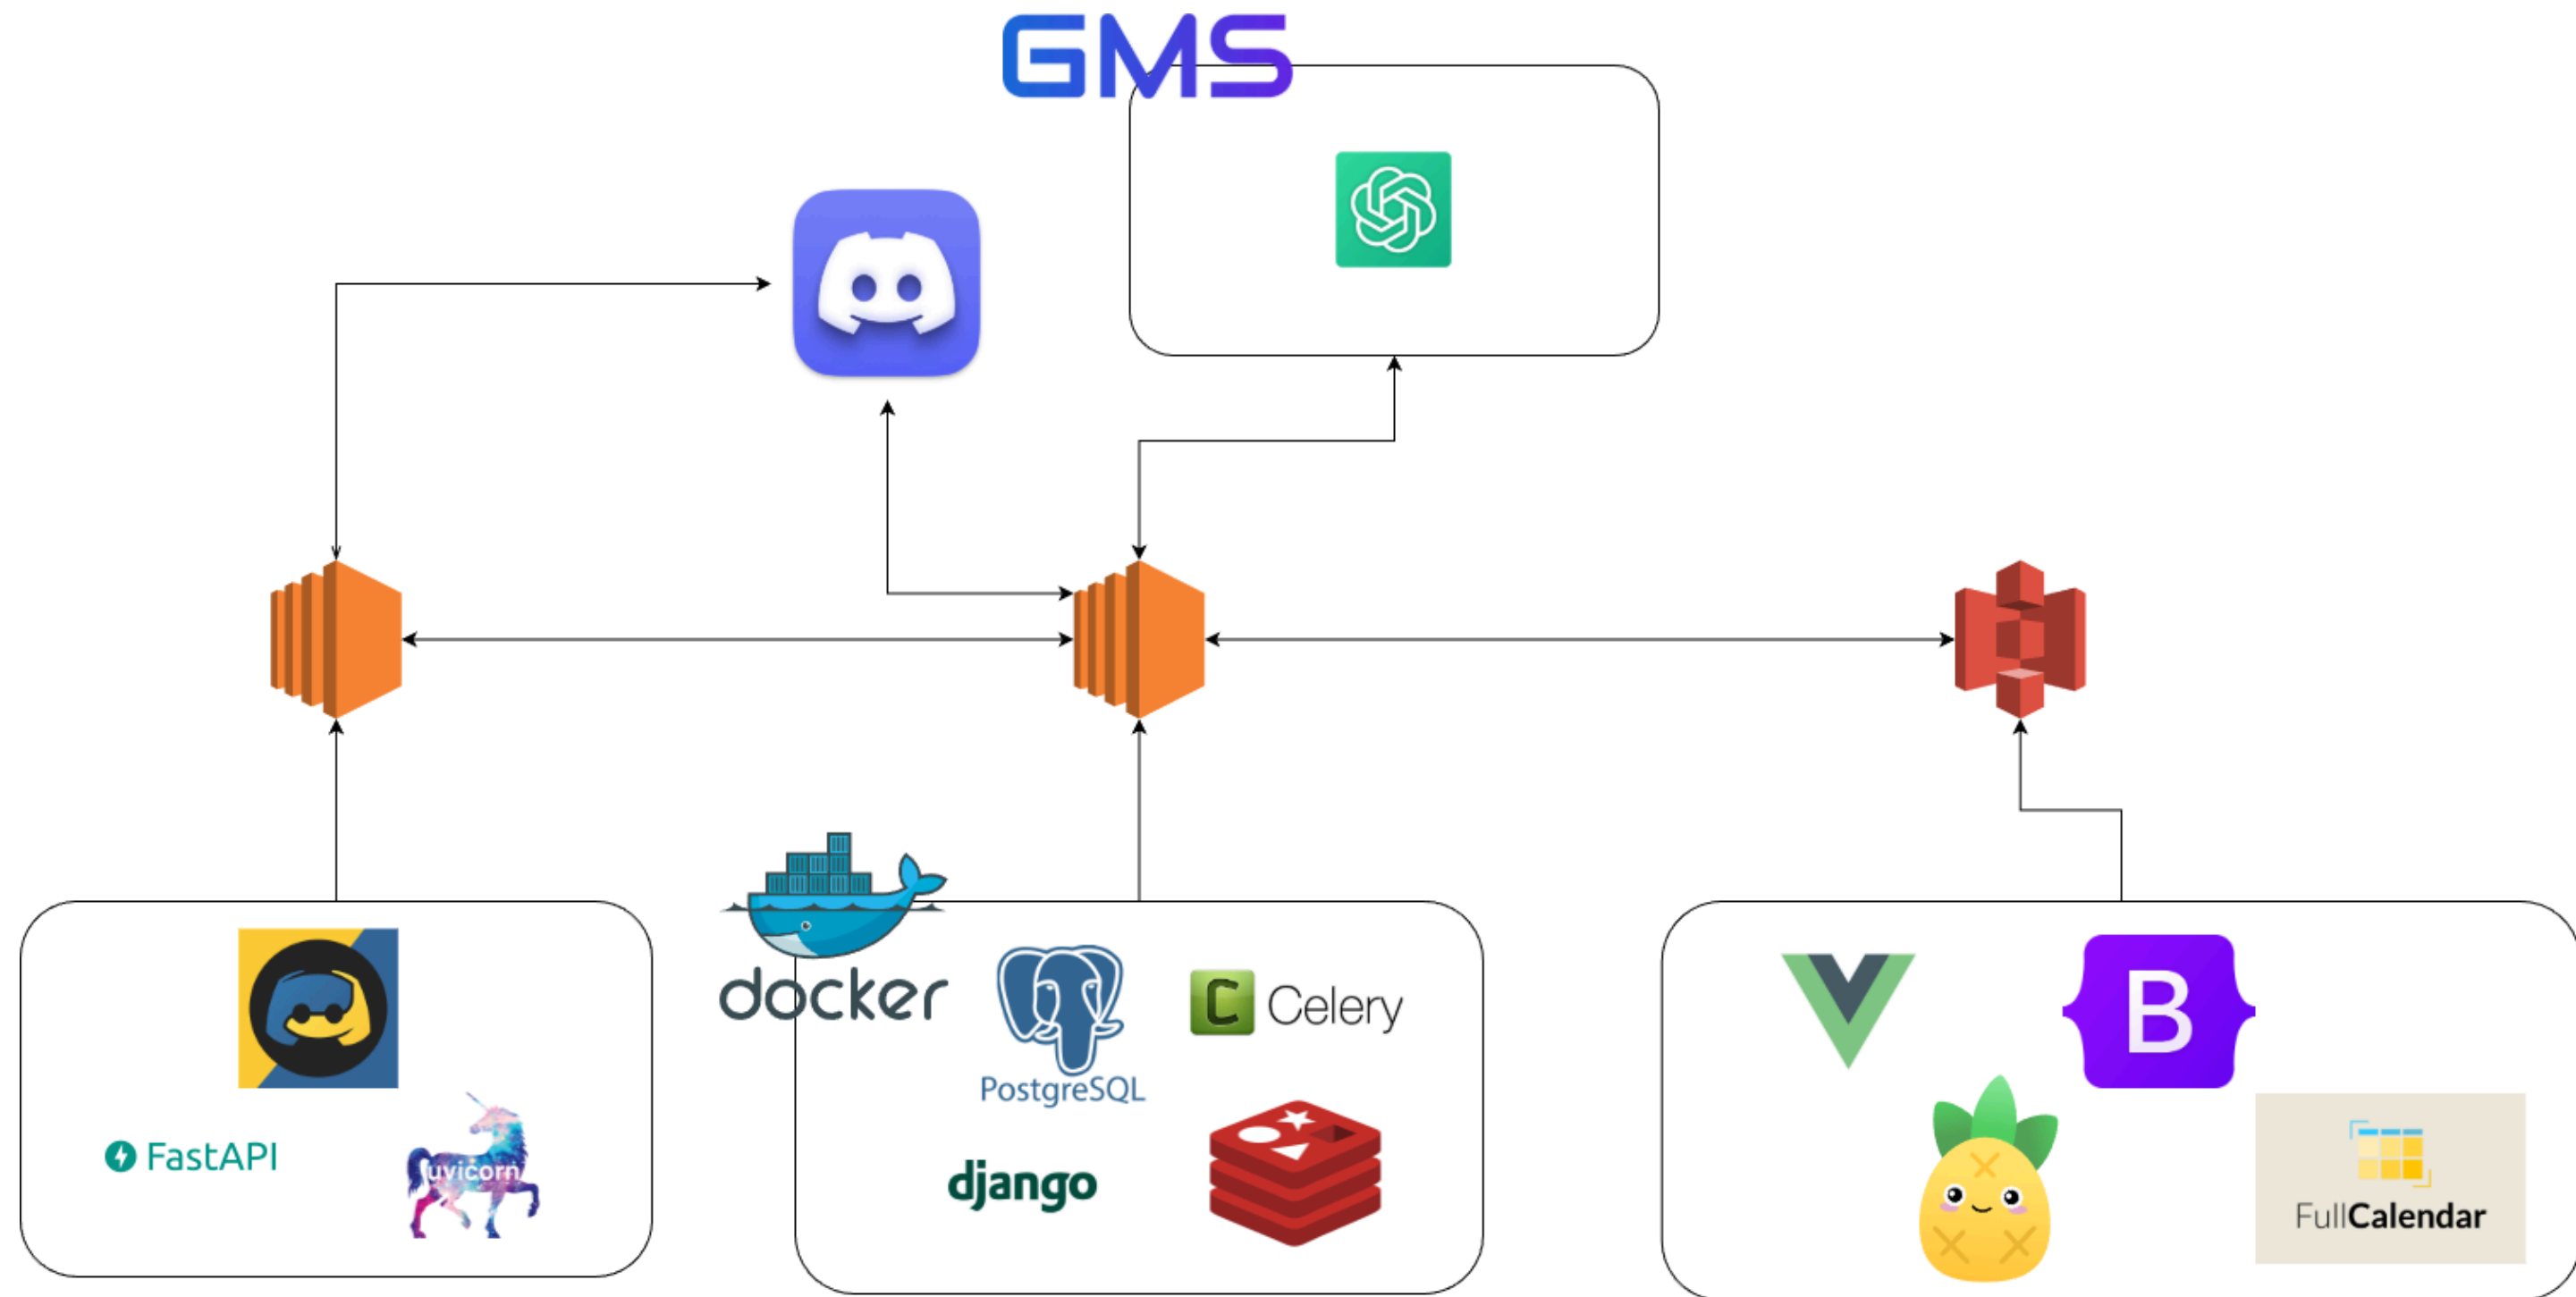 GMS
docker
PostgreSQL
C Celery
django
FastAPI
uvicorn
B
FullCalendar